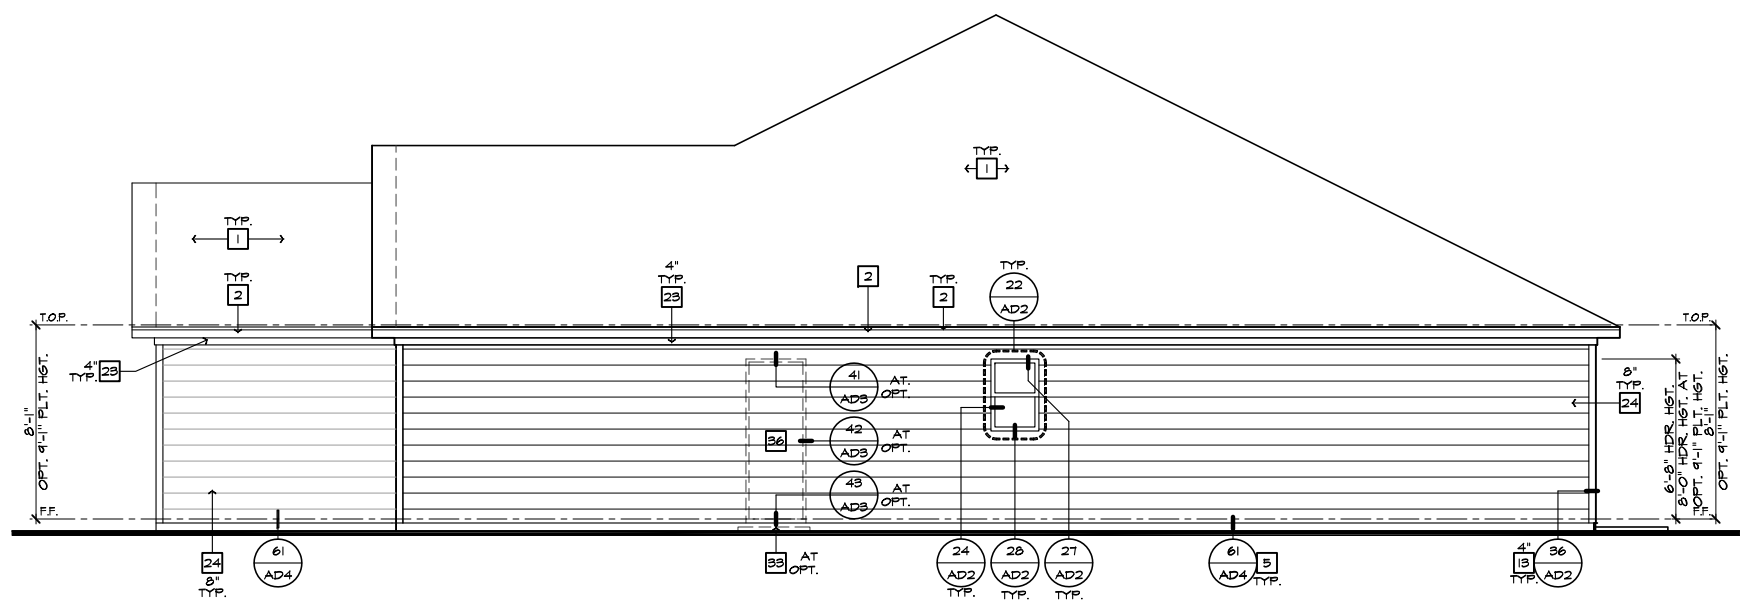 TYP.
1
TYP.
1
TYP.
2
4"
TYP.
23
2
TYP.
2
TYP.
22
AD2
T.O.P.
T.O.P.
4"
TYP.
23
8'-1"
OPT. 9'-1" PLT. HGT.
41
AD3
AT.
OPT.
36
42
AD3
AT
OPT.
43
AD3
AT
OPT.
8"
TYP.
24
6'-8" HDR. HGT.
8'-0" HDR. HGT. AT
OPT. 9'-1" PLT. HGT.
8'-1"
OPT. 9'-1" PLT. HGT.
F.F.
F.F.
24
8"
TYP.
61
AD4
33
AT
OPT.
24
AD2
TYP.
28
AD2
TYP.
27
AD2
TYP.
61
AD4
5
TYP.
4"
13
TYP.
36
AD2